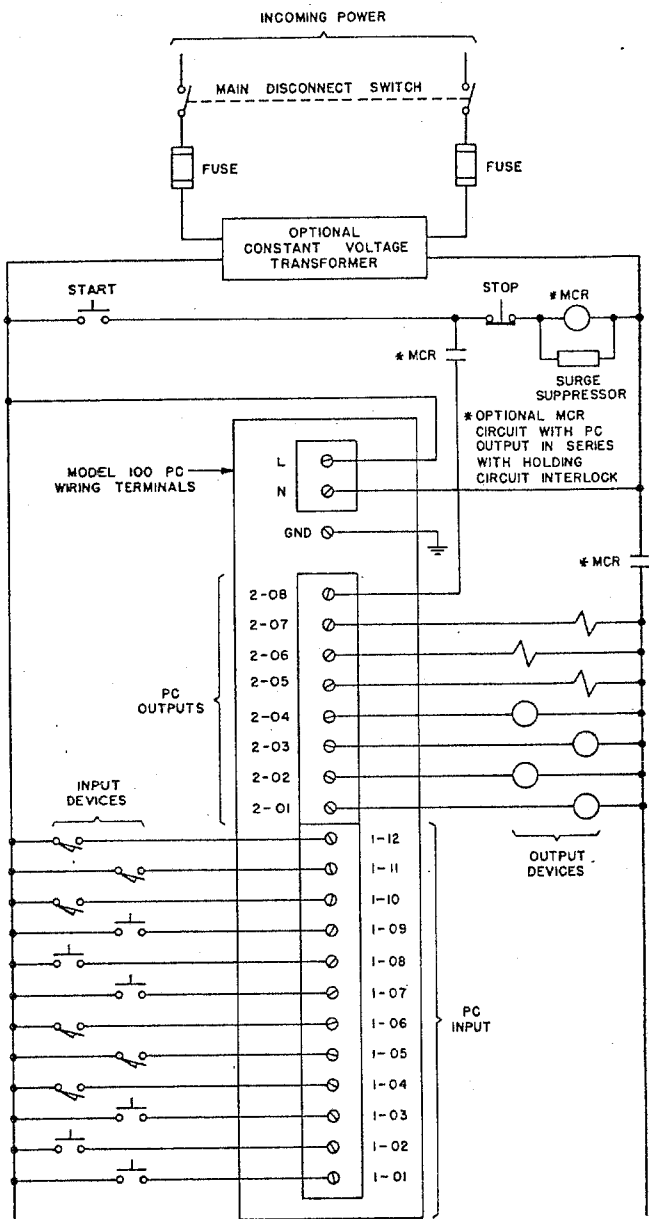 INCOMING POWER
MAIN DISCONNECT SWITCH
FUSE
FUSE
OPTIONAL
CONSTANT VOLTAGE
TRANSFORMER
START
STOP
*MCR
*MCR
SURGE
SUPPRESSOR
*OPTIONAL MCR
CIRCUIT WITH PC
OUTPUT IN SERIES
WITH HOLDING
CIRCUIT INTERLOCK
MODEL 100 PC
WIRING TERMINALS
L
N
GND
*MCR
2-08
2-07
2-06
2-05
2-04
2-03
2-02
2-01
PC
OUTPUTS
INPUT
DEVICES
OUTPUT
DEVICES
1-12
1-11
1-10
1-09
1-08
1-07
1-06
1-05
1-04
1-03
1-02
1-01
PC
INPUT